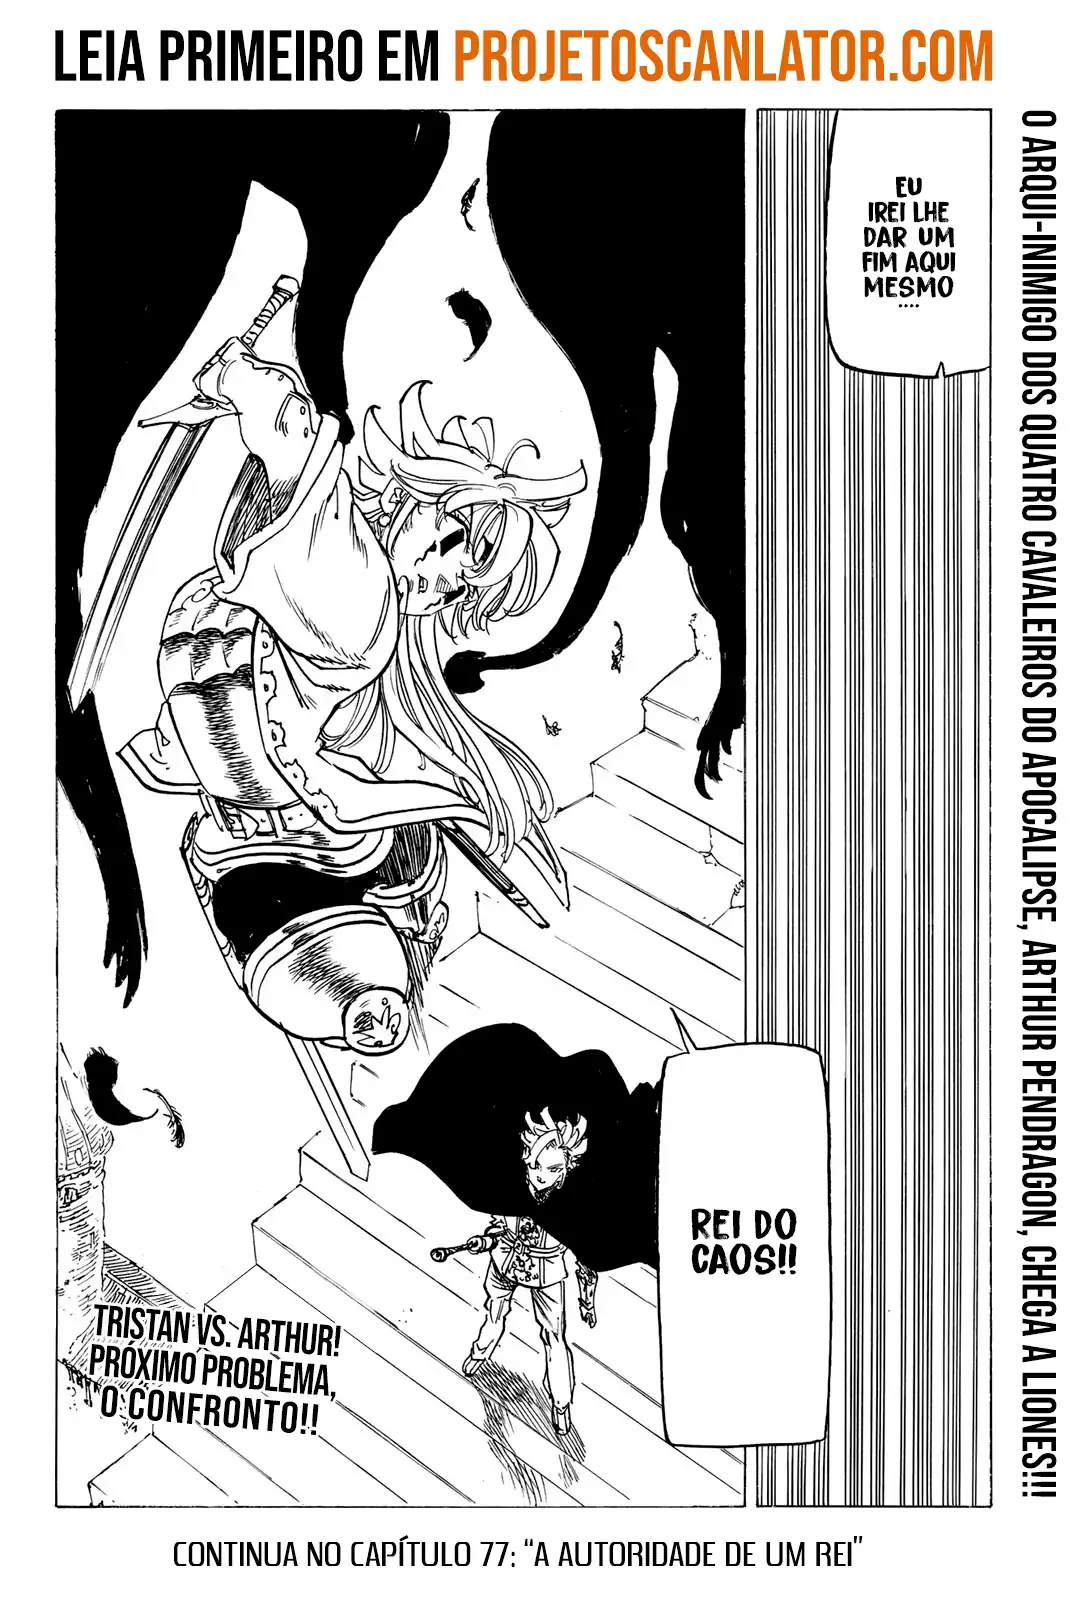 LEIA PRIMEIRO EM PROJETOSCANLATOR.COM
O ARQUI-INIMIGO DOS QUATRO CAVALEIROS DO APOCALIPSE, ARTHUR PENDRAGON, CHEGA A LIONES!!!
EU
IREI LHE
DAR UM
FIM AQUI
MESMO
....
REI DO
CAOS!!
TRISTAN VS. ARTHUR!
PRÓXIMO PROBLEMA,
O CONFRONTO!!
CONTINUA NO CAPÍTULO 77: “A AUTORIDADE DE UM REI”